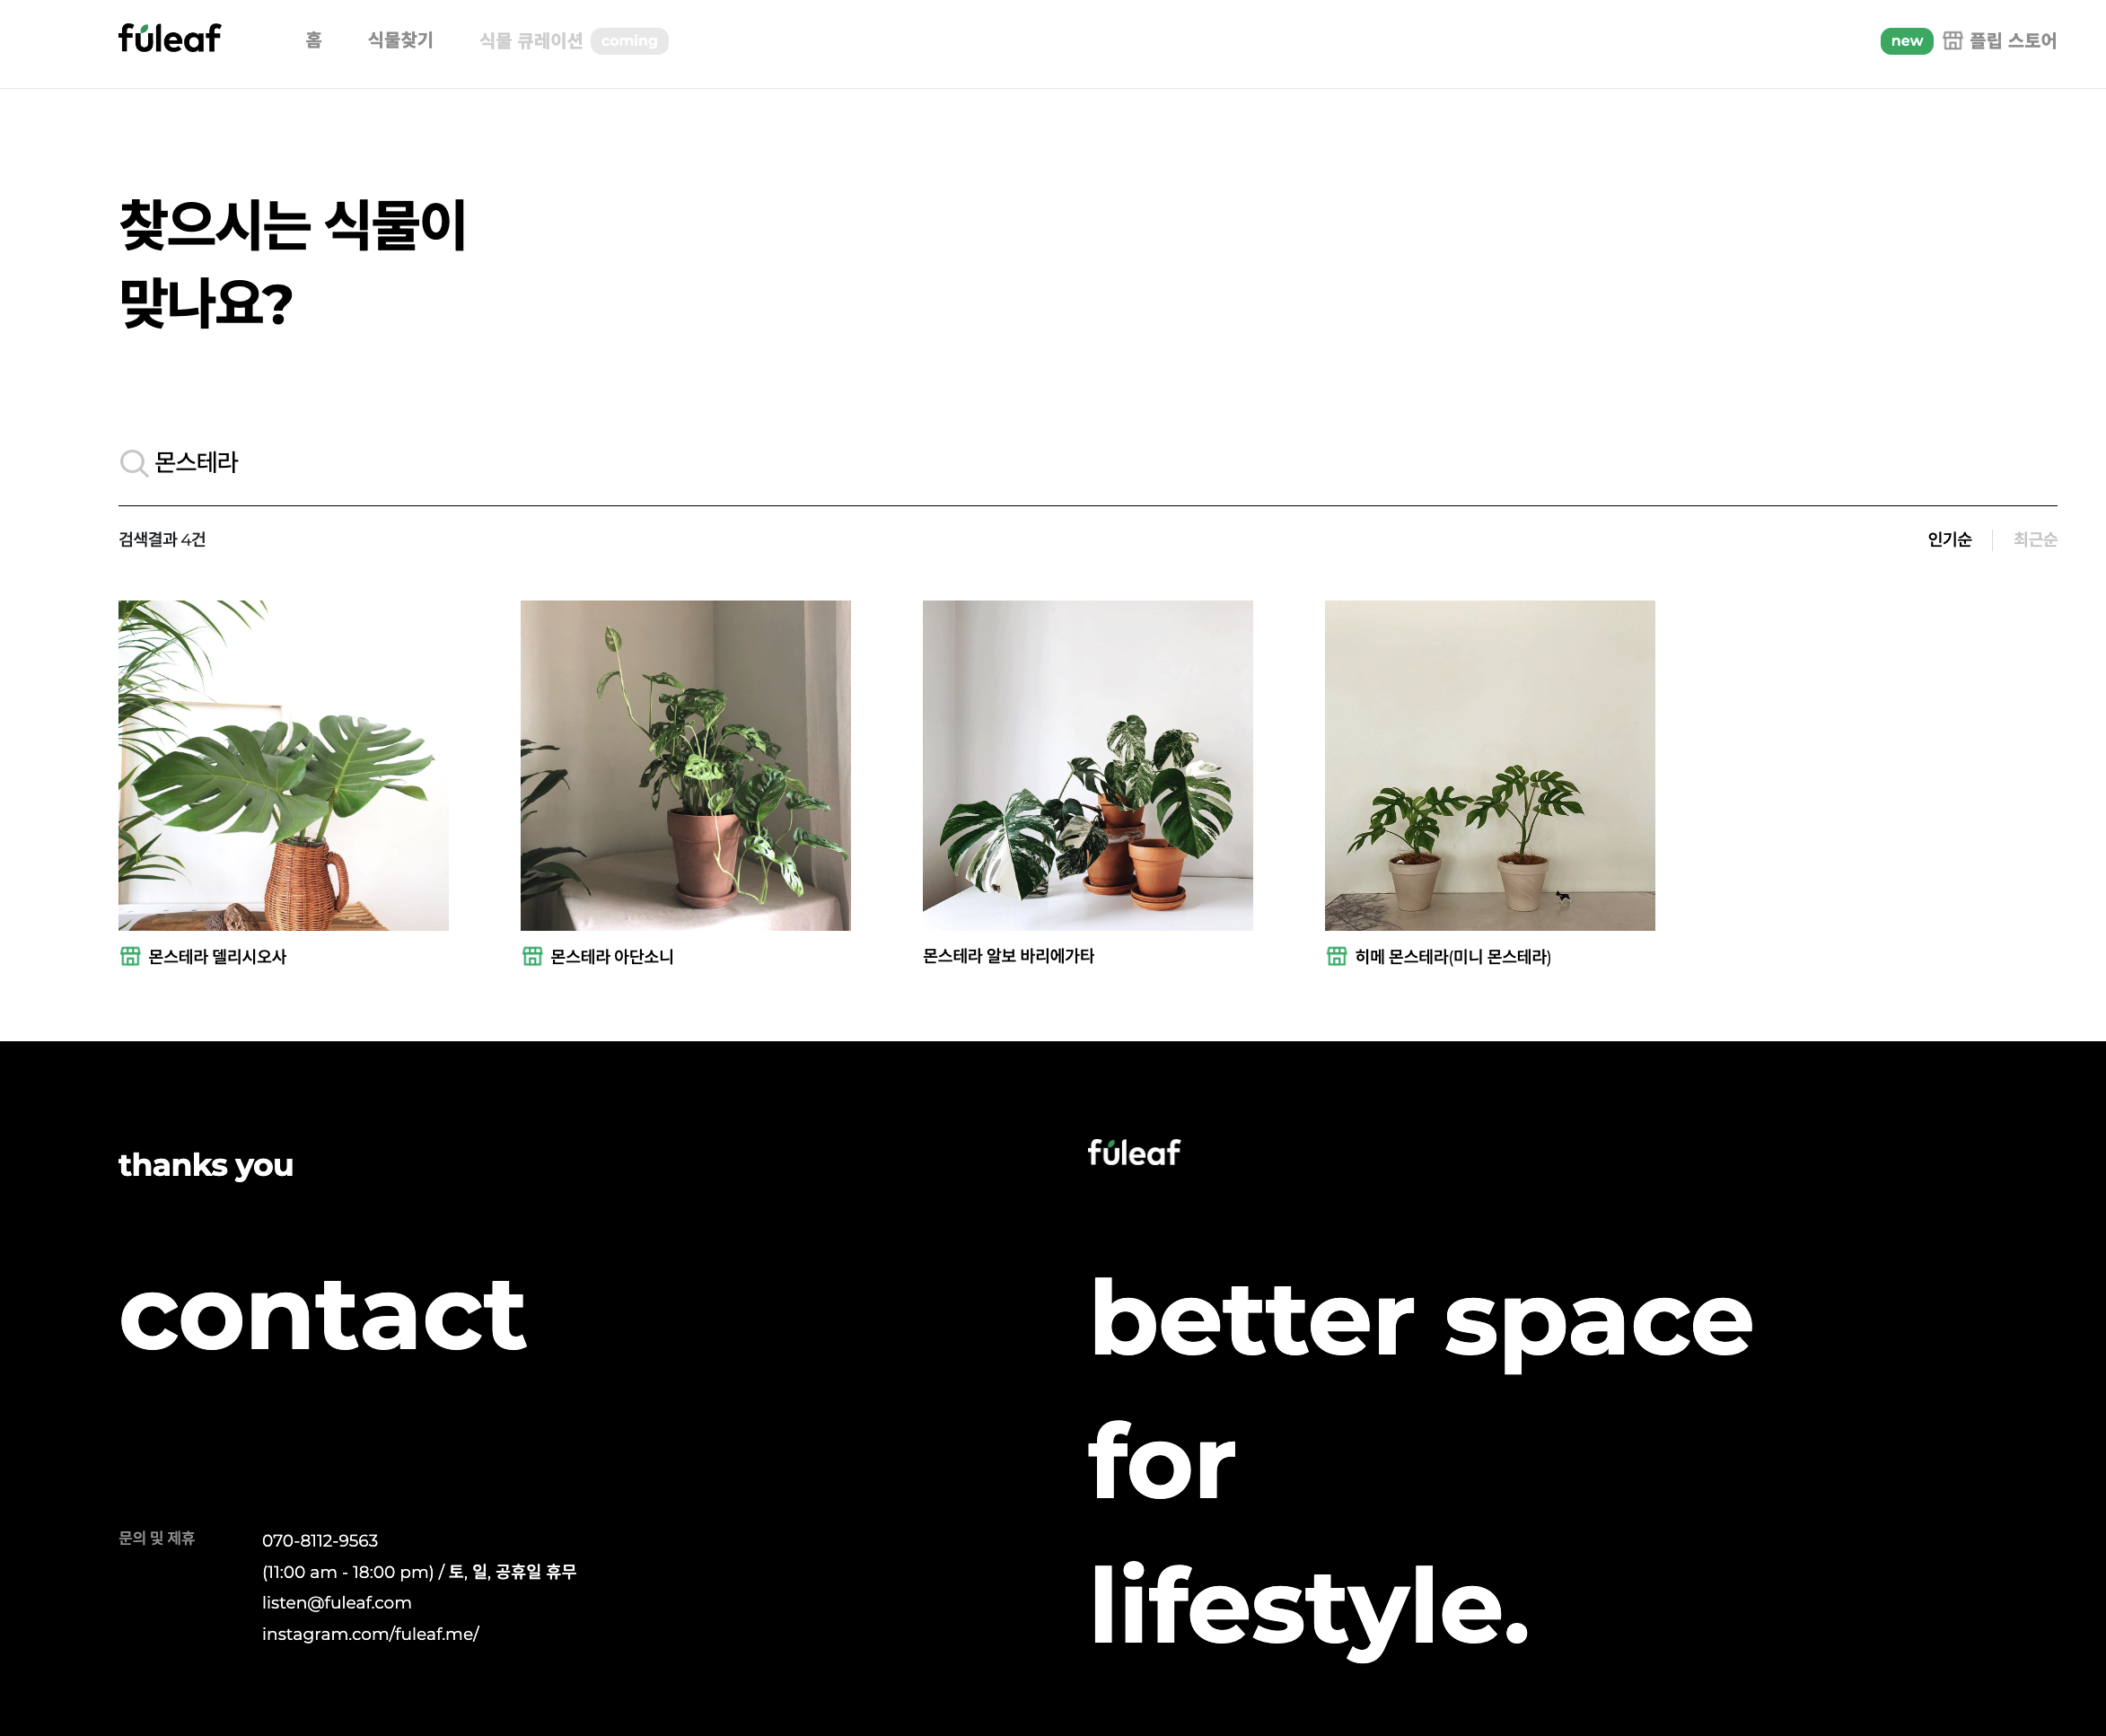 fuleaf
홈 식물찾기 식물 큐레이션 coming
new 플립 스토어
찾으시는 식물이
맞나요?
몬스테라
검색결과 4건
인기순 최근순
몬스테라 델리시오사
몬스테라 아단소니
몬스테라 알보 바리에가타
히메 몬스테라(미니 몬스테라)
thanks you
contact
문의 및 제휴
070-8112-9563
(11:00 am - 18:00 pm) / 토, 일, 공휴일 휴무
listen@fuleaf.com
instagram.com/fuleaf.me/
fuleaf
better space
for
lifestyle.